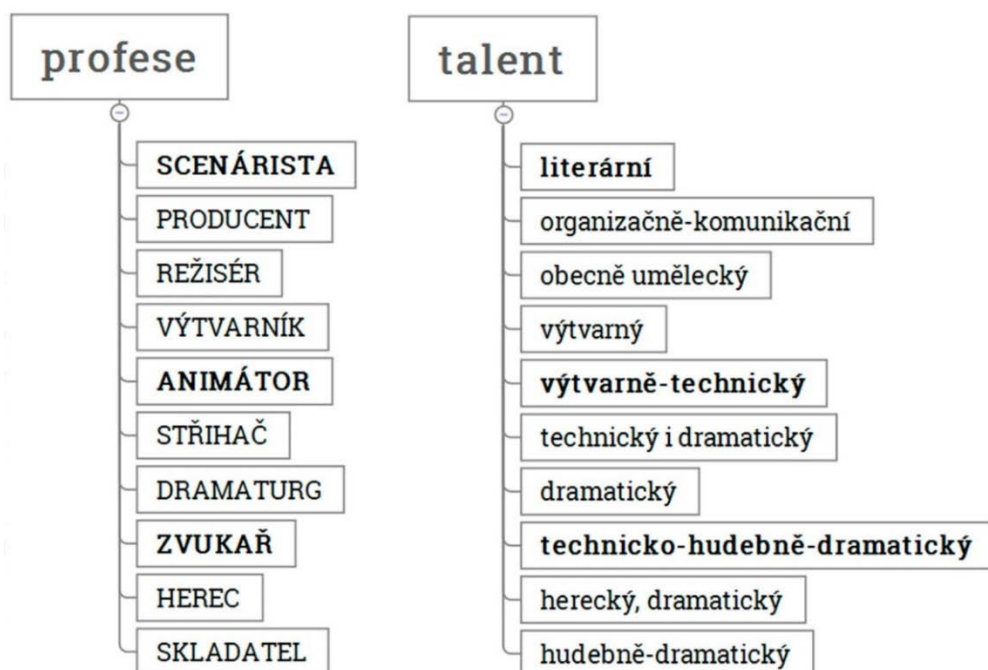 profese
SCENÁRISTA
PRODUCENT
REŽISÉR
VÝTVARNÍK
ANIMÁTOR
STŘIHAČ
DRAMATURG
ZVUKAŘ
HEREC
SKLADATEL
talent
literární
organizačně-komunikační
obecně umělecký
výtvarný
výtvarně-technický
technický i dramatický
dramatický
technicko-hudebně-dramatický
herecký, dramatický
hudebně-dramatický